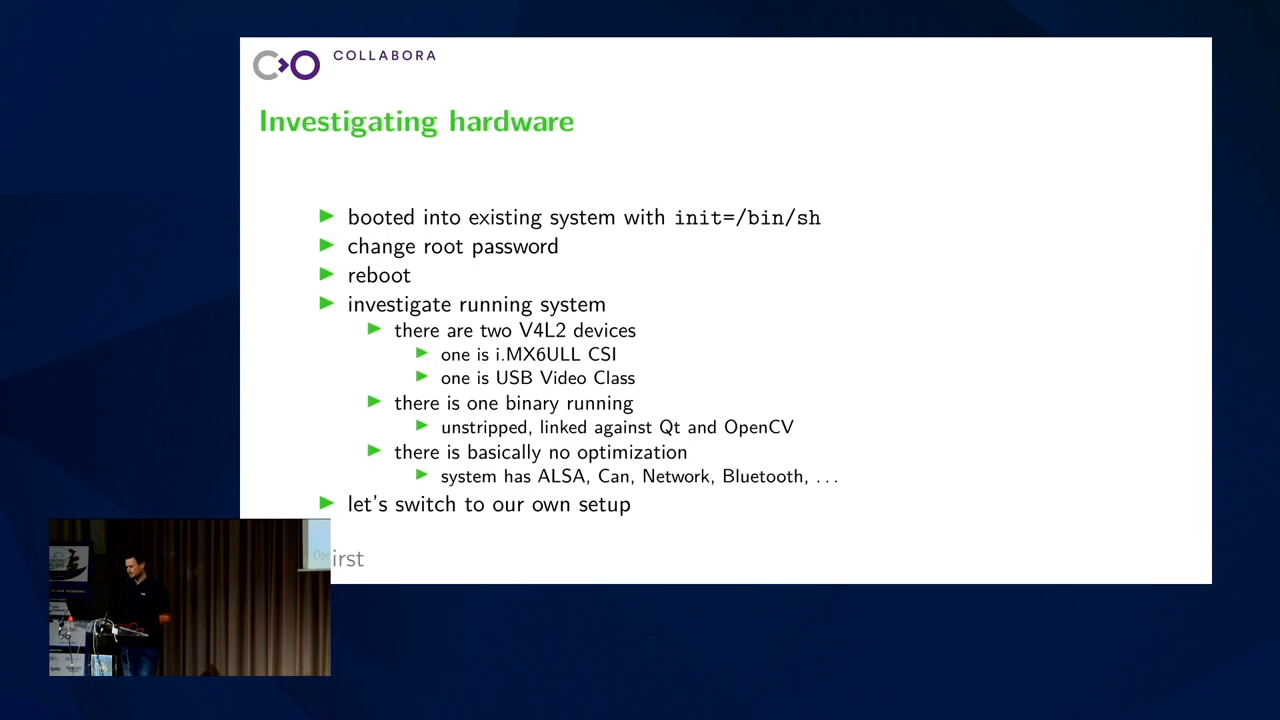 COLLABORA
Investigating hardware
booted into existing system with init=/bin/sh
change root password
reboot
investigate running system
there are two V4L2 devices
one is i.MX6ULL CSI
one is USB Video Class
there is one binary running
unstripped, linked against Qt and OpenCV
there is basically no optimization
system has ALSA, Can, Network, Bluetooth, ...
let's switch to our own setup
irst